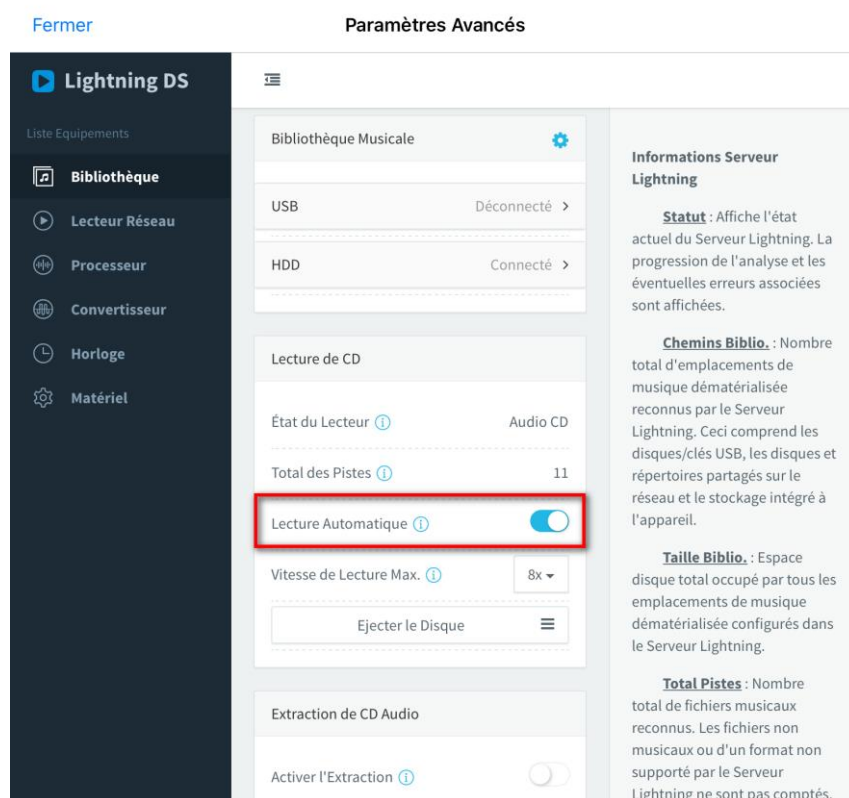 Fermer
Paramètres Avancés
Lightning DS
Liste Equipements
Bibliothèque
Lecteur Réseau
Processeur
Convertisseur
Horloge
Matériel
Bibliothèque Musicale
USB Déconnecté
HDD Connecté
Lecture de CD
État du Lecteur Audio CD
Total des Pistes 11
Lecture Automatique
Vitesse de Lecture Max. 8x
Ejecter le Disque
Extraction de CD Audio
Activer l'Extraction
Informations Serveur
Lightning
Statut : Affiche l'état
actuel du Serveur Lightning. La
progression de l'analyse et les
éventuelles erreurs associées
sont affichées.
Chemins Biblio. : Nombre
total d'emplacements de
musique dématérialisée
reconnus par le Serveur
Lightning. Ceci comprend les
disques/clés USB, les disques et
répertoires partagés sur le
réseau et le stockage intégré à
l'appareil.
Taille Biblio. : Espace
disque total occupé par tous les
emplacements de musique
dématérialisée configurés dans
le Serveur Lightning.
Total Pistes : Nombre
total de fichiers musicaux
reconnus. Les fichiers non
musicaux ou d'un format non
supporté par le Serveur
Lightning ne sont pas comptés.